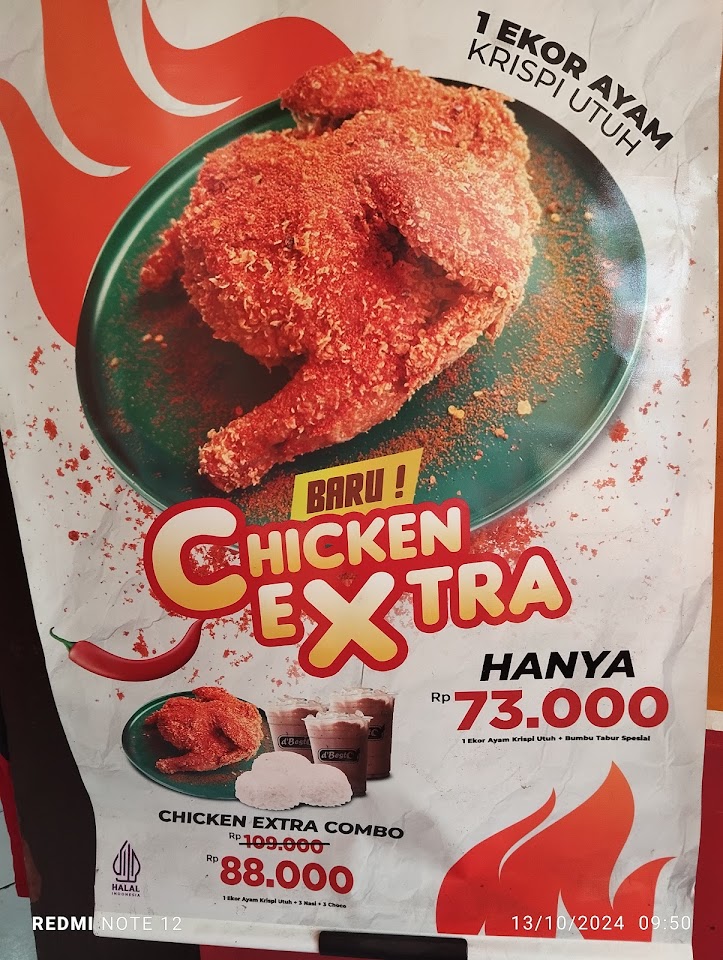 1 EKOR AYAM
KRISPI UTUH
BARU !
CHICKEN
EXTRA
HANYA
Rp 73.000
1 Ekor Ayam Krispi Utuh + Bumbu Tabur Spesial
d'BestO
d'BestO
CHICKEN EXTRA COMBO
Rp 109.000
Rp 88.000
1 Ekor Ayam Krispi Utuh + 3 Nasi + 3 Choco
HALAL
INDONESIA
REDMI NOTE 12
13/10/2024 09:50